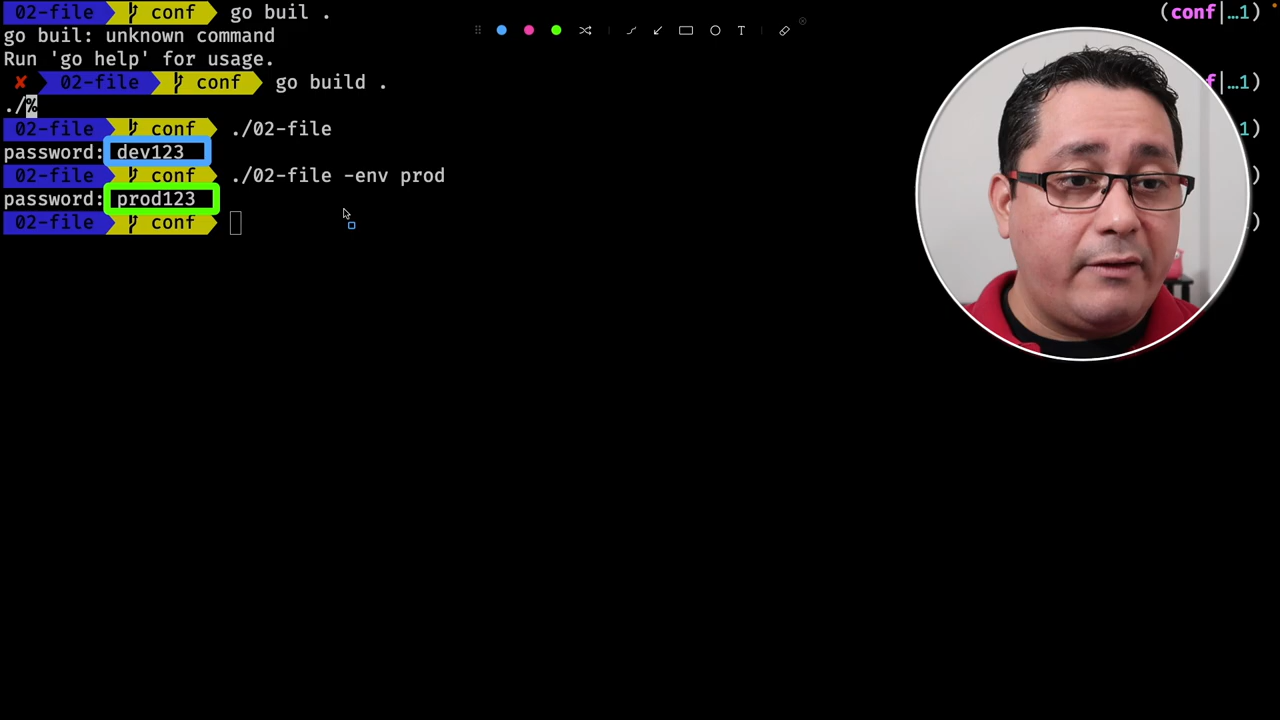 02-file conf go buil . (conf|…1)
go buil: unknown command
Run 'go help' for usage.
✘ 02-file conf go build . f|…1)
./%
02-file conf ./02-file 1)
password: dev123
02-file conf ./02-file -env prod )
password: prod123
02-file conf )
T